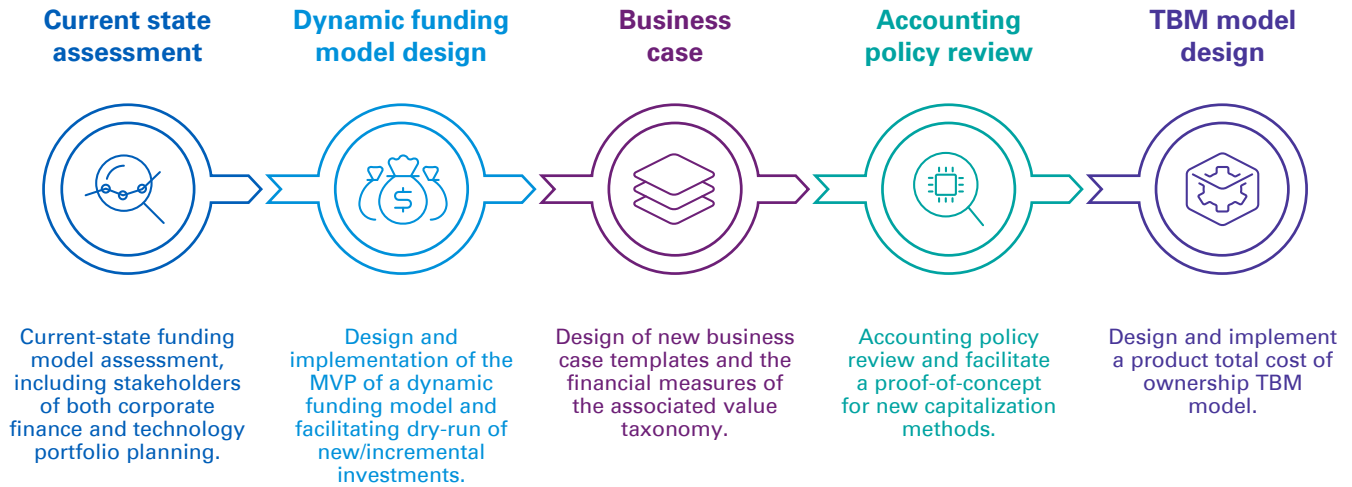 Current state
assessment
Dynamic funding
model design
Business
case
Accounting
policy review
TBM model
design
$
Current-state funding
model assessment,
including stakeholders
of both corporate
finance and technology
portfolio planning.
Design and
implementation of the
MVP of a dynamic
funding model and
facilitating dry-run of
new/incremental
investments.
Design of new business
case templates and the
financial measures of
the associated value
taxonomy.
Accounting policy
review and facilitate
a proof-of-concept
for new capitalization
methods.
Design and implement
a product total cost of
ownership TBM
model.